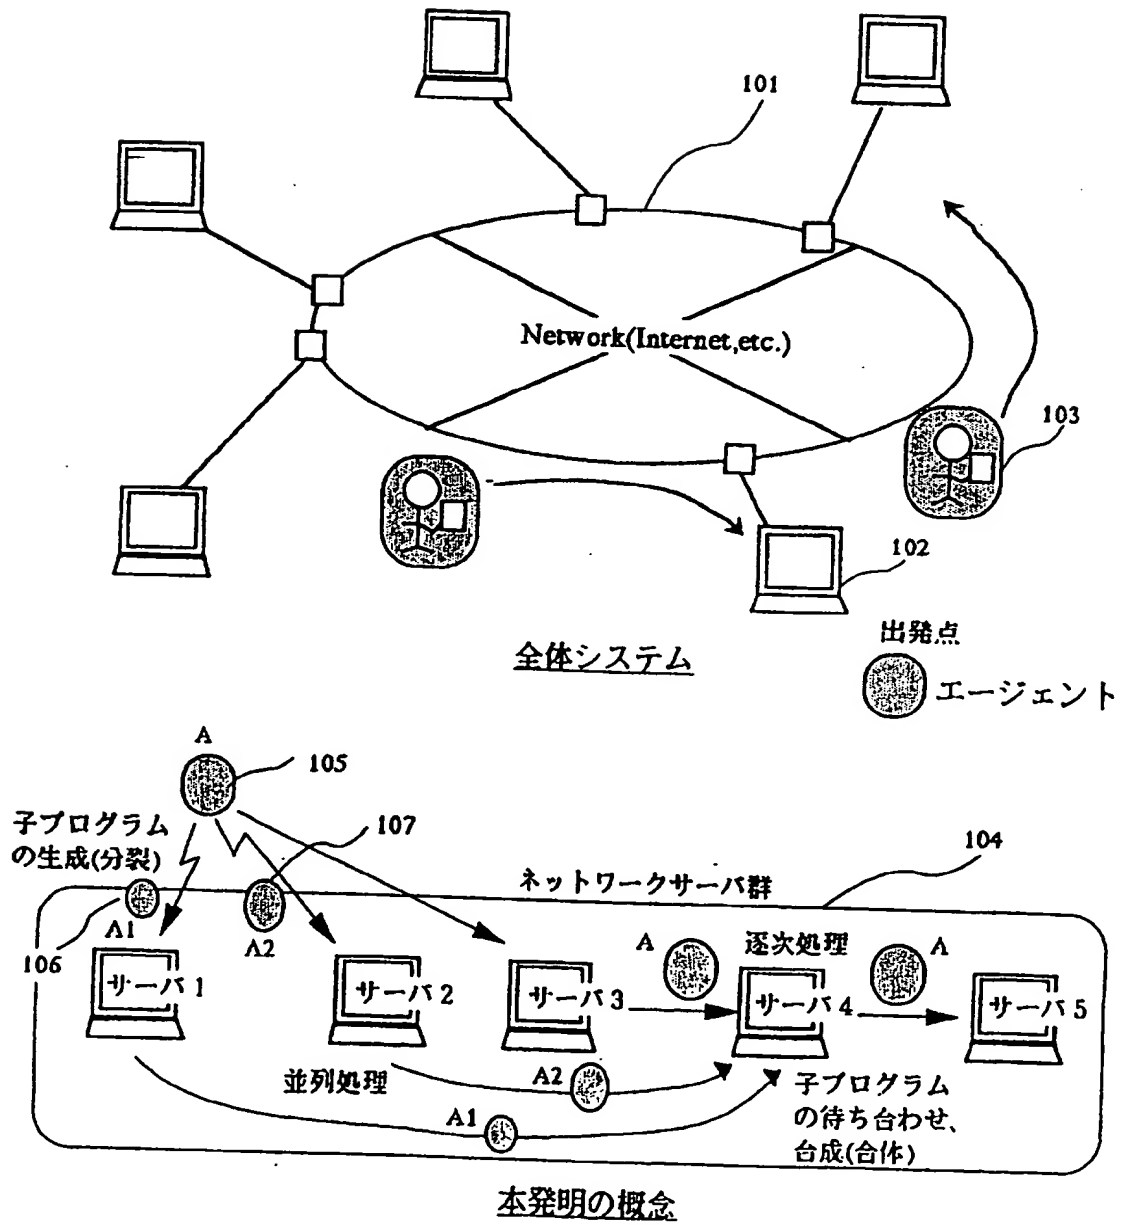 101
Network(Internet,etc.)
103
102
全体システム
出発点
エージェント
A
105
子プログラム
の生成(分裂)
107
104
ネットワークサーバ群
A1
106
A2
A
逐次処理
A
サーバ1
サーバ2
サーバ3
サーバ4
サーバ5
並列処理
A2
A1
子プログラム
の待ち合わせ、
台成(合体)
本発明の概念